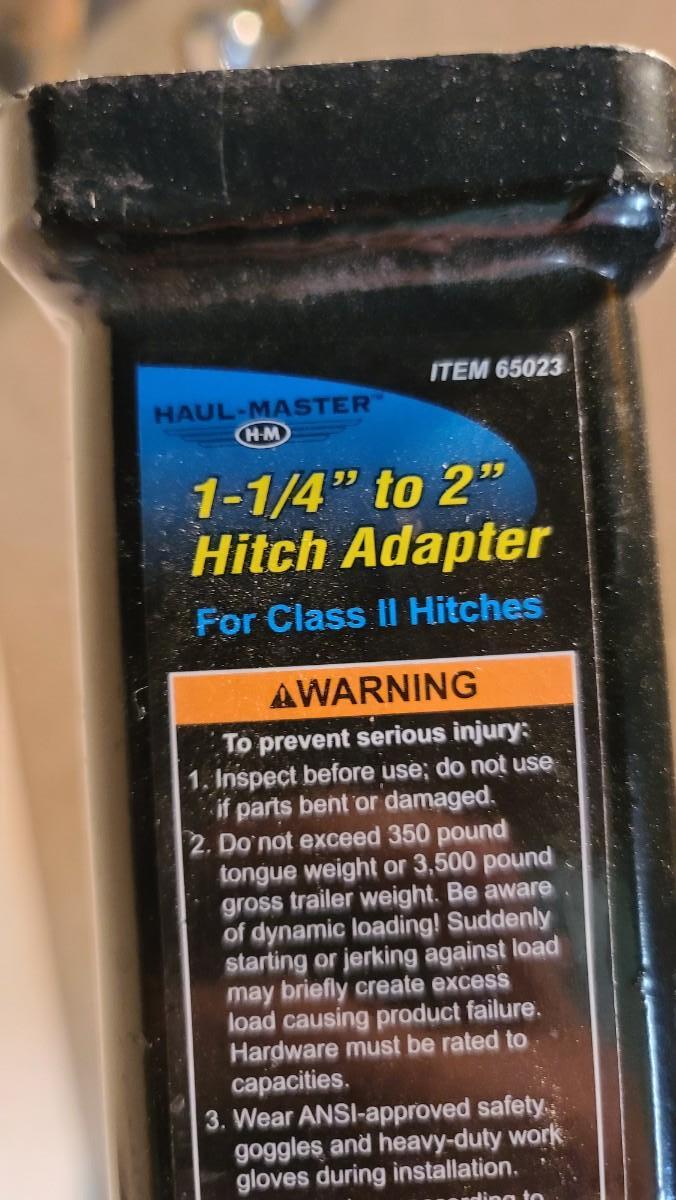 ITEM 65023
HAUL-MASTER™
H-M
1-1/4” to 2”
Hitch Adapter
For Class II Hitches
⚠WARNING
To prevent serious injury:
1. Inspect before use; do not use
if parts bent or damaged.
2. Do not exceed 350 pound
tongue weight or 3,500 pound
gross trailer weight. Be aware
of dynamic loading! Suddenly
starting or jerking against load
may briefly create excess
load causing product failure.
Hardware must be rated to
capacities.
3. Wear ANSI-approved safety
goggles and heavy-duty work
gloves during installation.
to